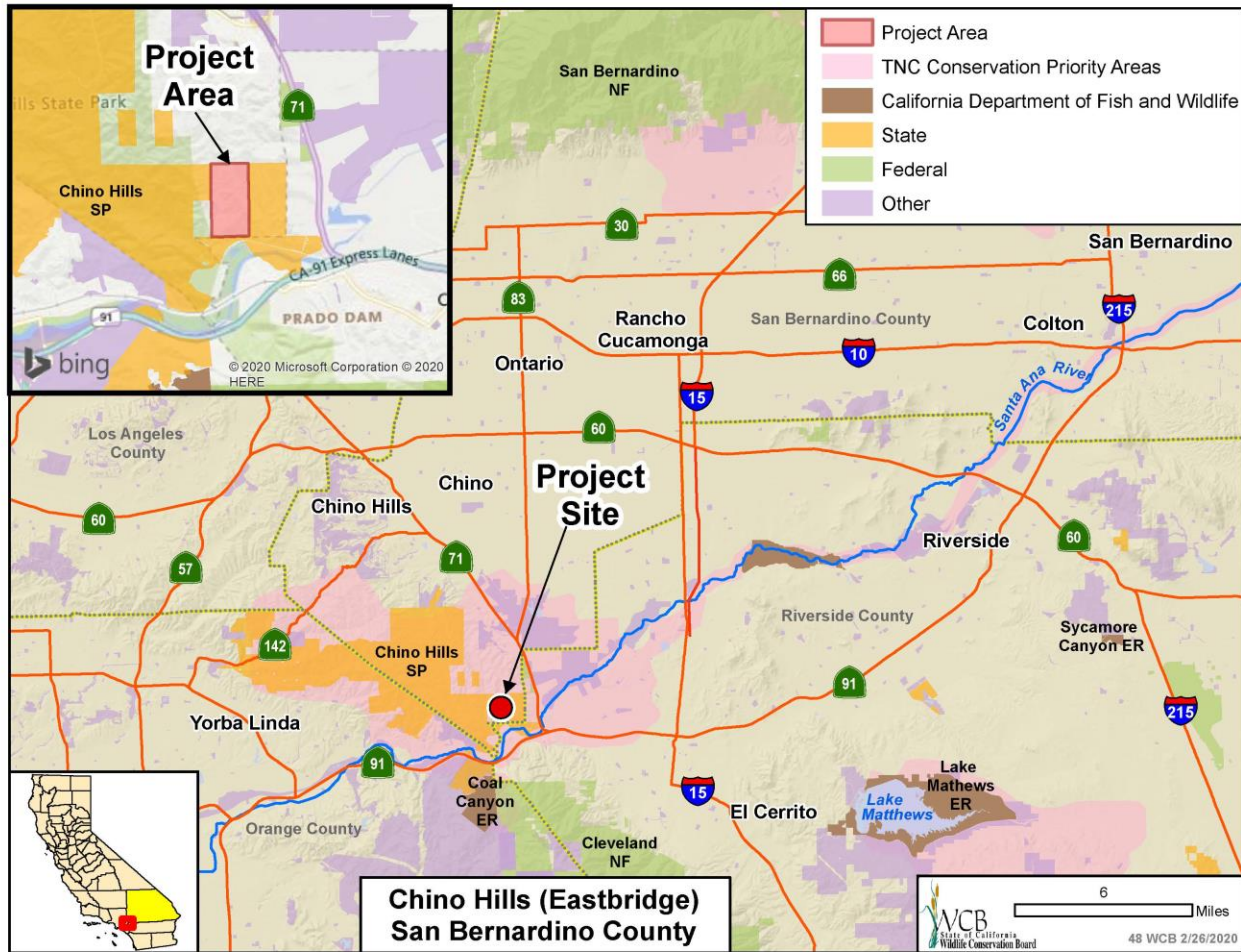 Project
Area
71
ills State Park
Chino Hills
SP
CA-91 Express Lanes
91
PRADO DAM
bing
© 2020 Microsoft Corporation © 2020
HERE
Project Area
TNC Conservation Priority Areas
California Department of Fish and Wildlife
State
Federal
Other
San Bernardino
NF
30
San Bernardino
66
83
215
Rancho
Cucamonga
San Bernardino County
Colton
10
Ontario
15
Santa Ana River
Los Angeles
County
60
Chino
Project
Site
Chino Hills
60
71
Riverside
60
57
Riverside County
142
Chino Hills
SP
Sycamore
Canyon ER
91
Yorba Linda
215
91
Coal
Canyon
ER
15
El Cerrito
Lake
Mathews
ER
Lake
Matthews
Orange County
Cleveland
NF
Chino Hills (Eastbridge)
San Bernardino County
WCB
State of California
Wildlife Conservation Board
6
Miles
48 WCB 2/26/2020